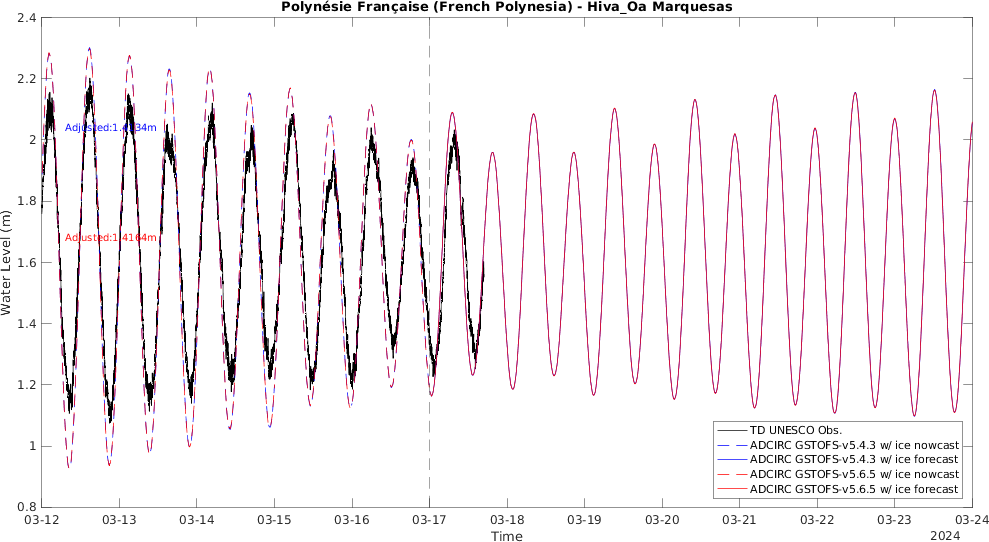 Polynésie Française (French Polynesia) - Hiva_Oa Marquesas
2.4
2.2
2
1.8
1.6
1.4
1.2
1
0.8
Water Level (m)
Adjusted:1.4164m
TD UNESCO Obs.
ADCIRC GSTOFS-v5.4.3 w/ ice nowcast
ADCIRC GSTOFS-v5.4.3 w/ ice forecast
ADCIRC GSTOFS-v5.6.5 w/ ice nowcast
ADCIRC GSTOFS-v5.6.5 w/ ice forecast
03-12 03-13 03-14 03-15 03-16 03-17 03-18 03-19 03-20 03-21 03-22 03-23 03-24
Time
2024